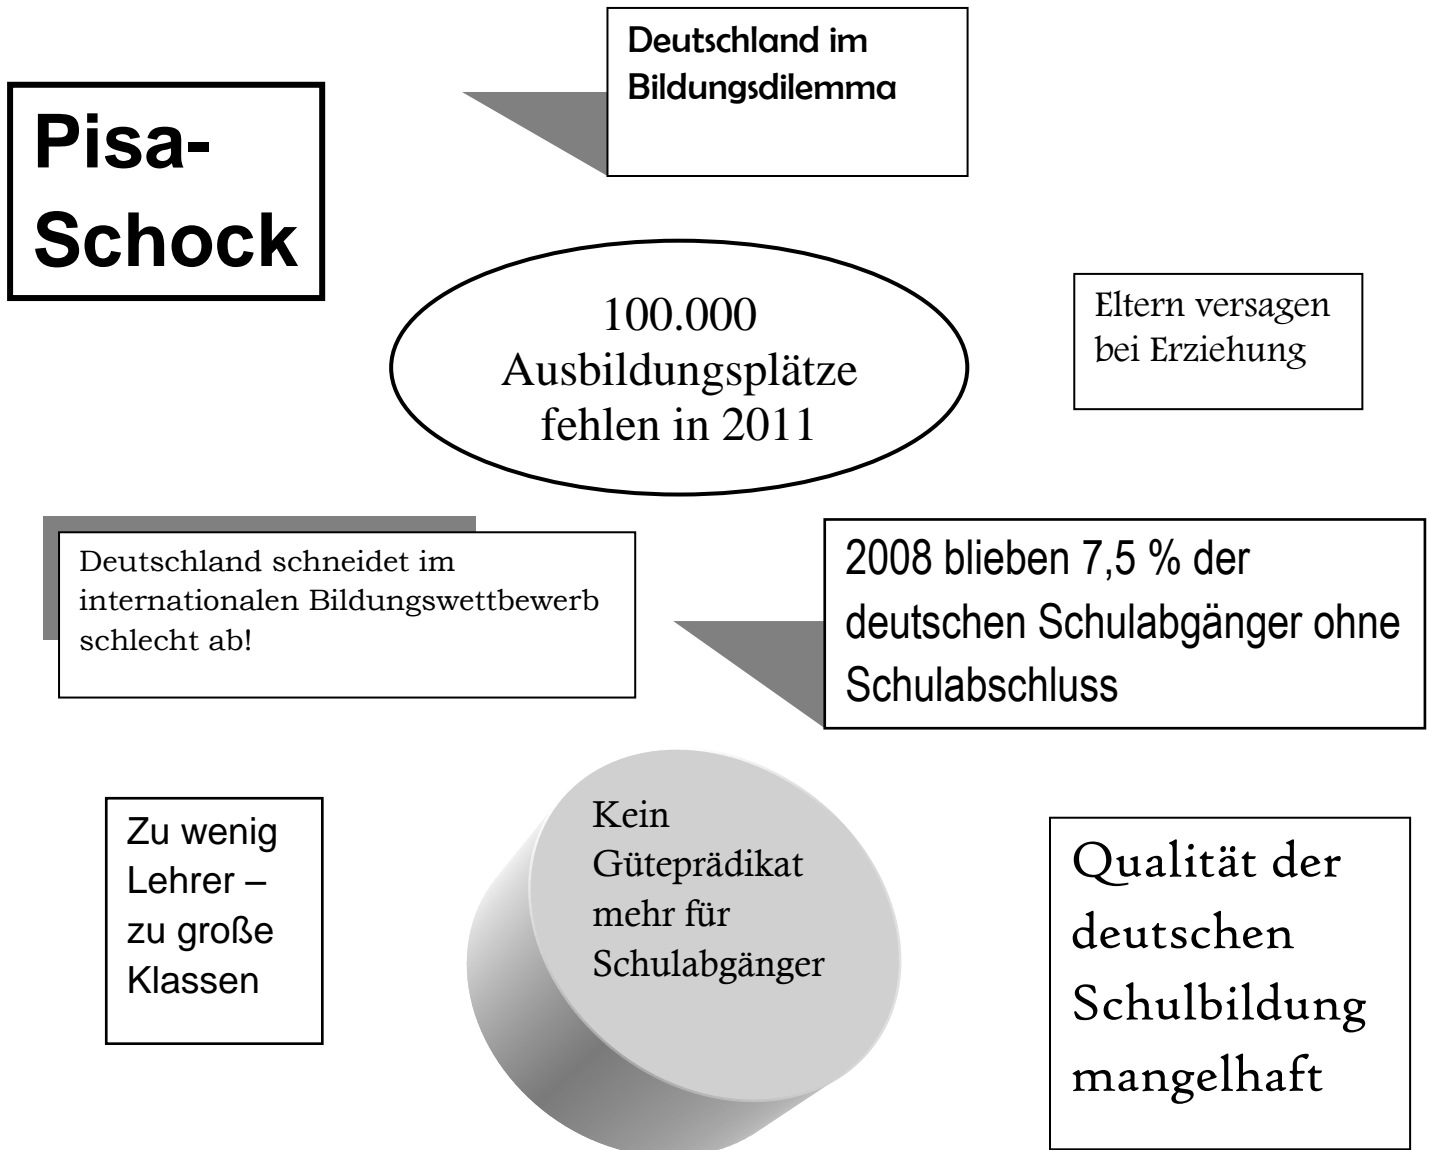 Deutschland im
Bildungsdilemma
Pisa-
Schock
100.000
Ausbildungsplätze
fehlen in 2011
Eltern versagen
bei Erziehung
Deutschland schneidet im
internationalen Bildungswettbewerb
schlecht ab!
2008 blieben 7,5 % der
deutschen Schulabgänger ohne
Schulabschluss
Zu wenig
Lehrer –
zu große
Klassen
Kein
Güteprädikat
mehr für
Schulabgänger
Qualität der
deutschen
Schulbildung
mangelhaft